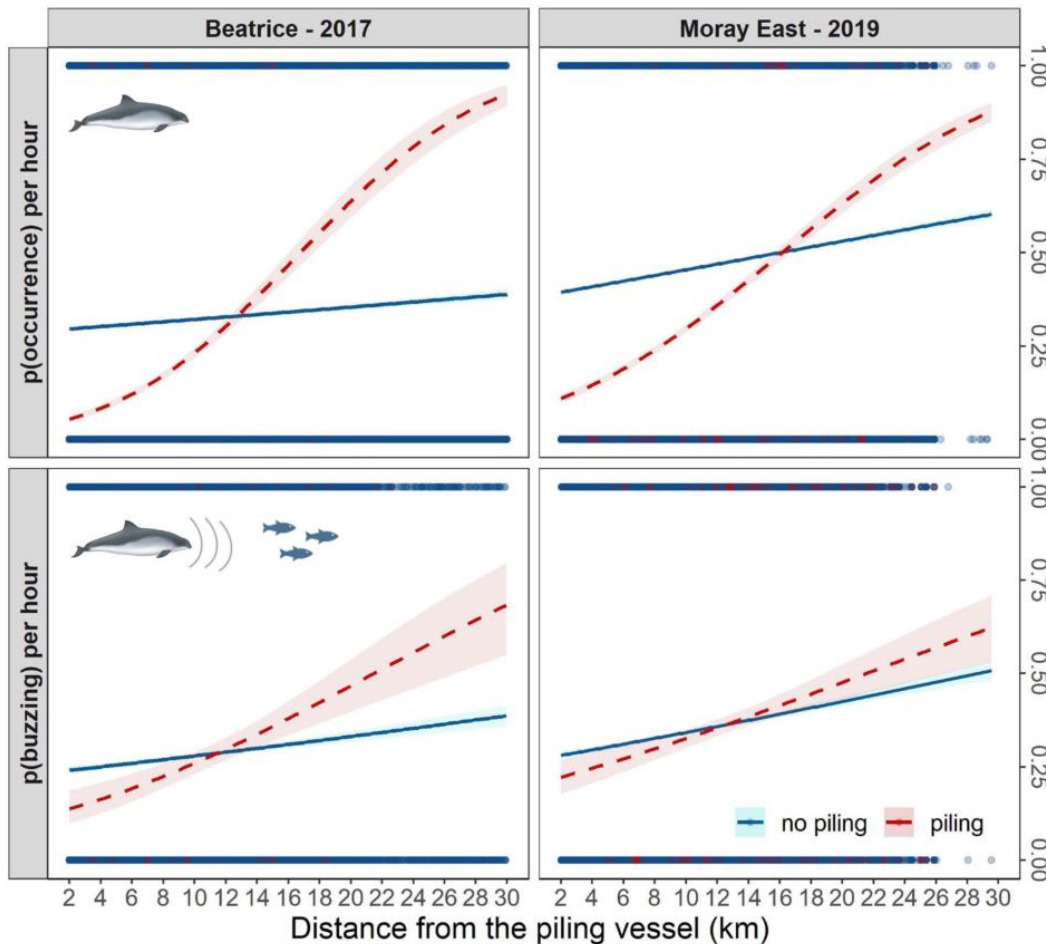 Beatrice - 2017
Moray East - 2019
p(occurrence) per hour
1.00
0.75
0.50
0.25
0.00
p(buzzing) per hour
1.00
0.75
0.50
0.25
0.00
no piling
piling
2 4 6 8 10 12 14 16 18 20 22 24 26 28 30
2 4 6 8 10 12 14 16 18 20 22 24 26 28 30
Distance from the piling vessel (km)